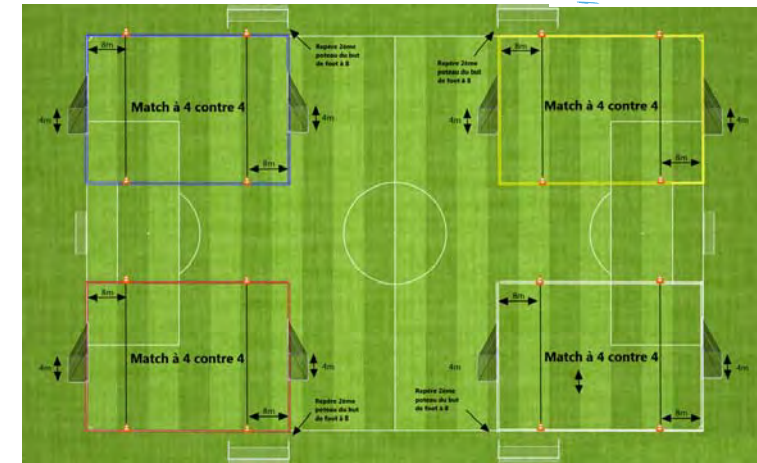 8m
Repère 2ème
poteau du but
de foot à 8
8m
Repère 2ème
poteau du but
de foot à 8
Match à 4 contre 4
Match à 4 contre 4
4m
4m
4m
4m
8m
8m
8m
8m
Match à 4 contre 4
Match à 4 contre 4
4m
4m
4m
4m
Repère 2ème
poteau du but
de foot à 8
Repère 2ème
poteau du but
de foot à 8
8m
8m